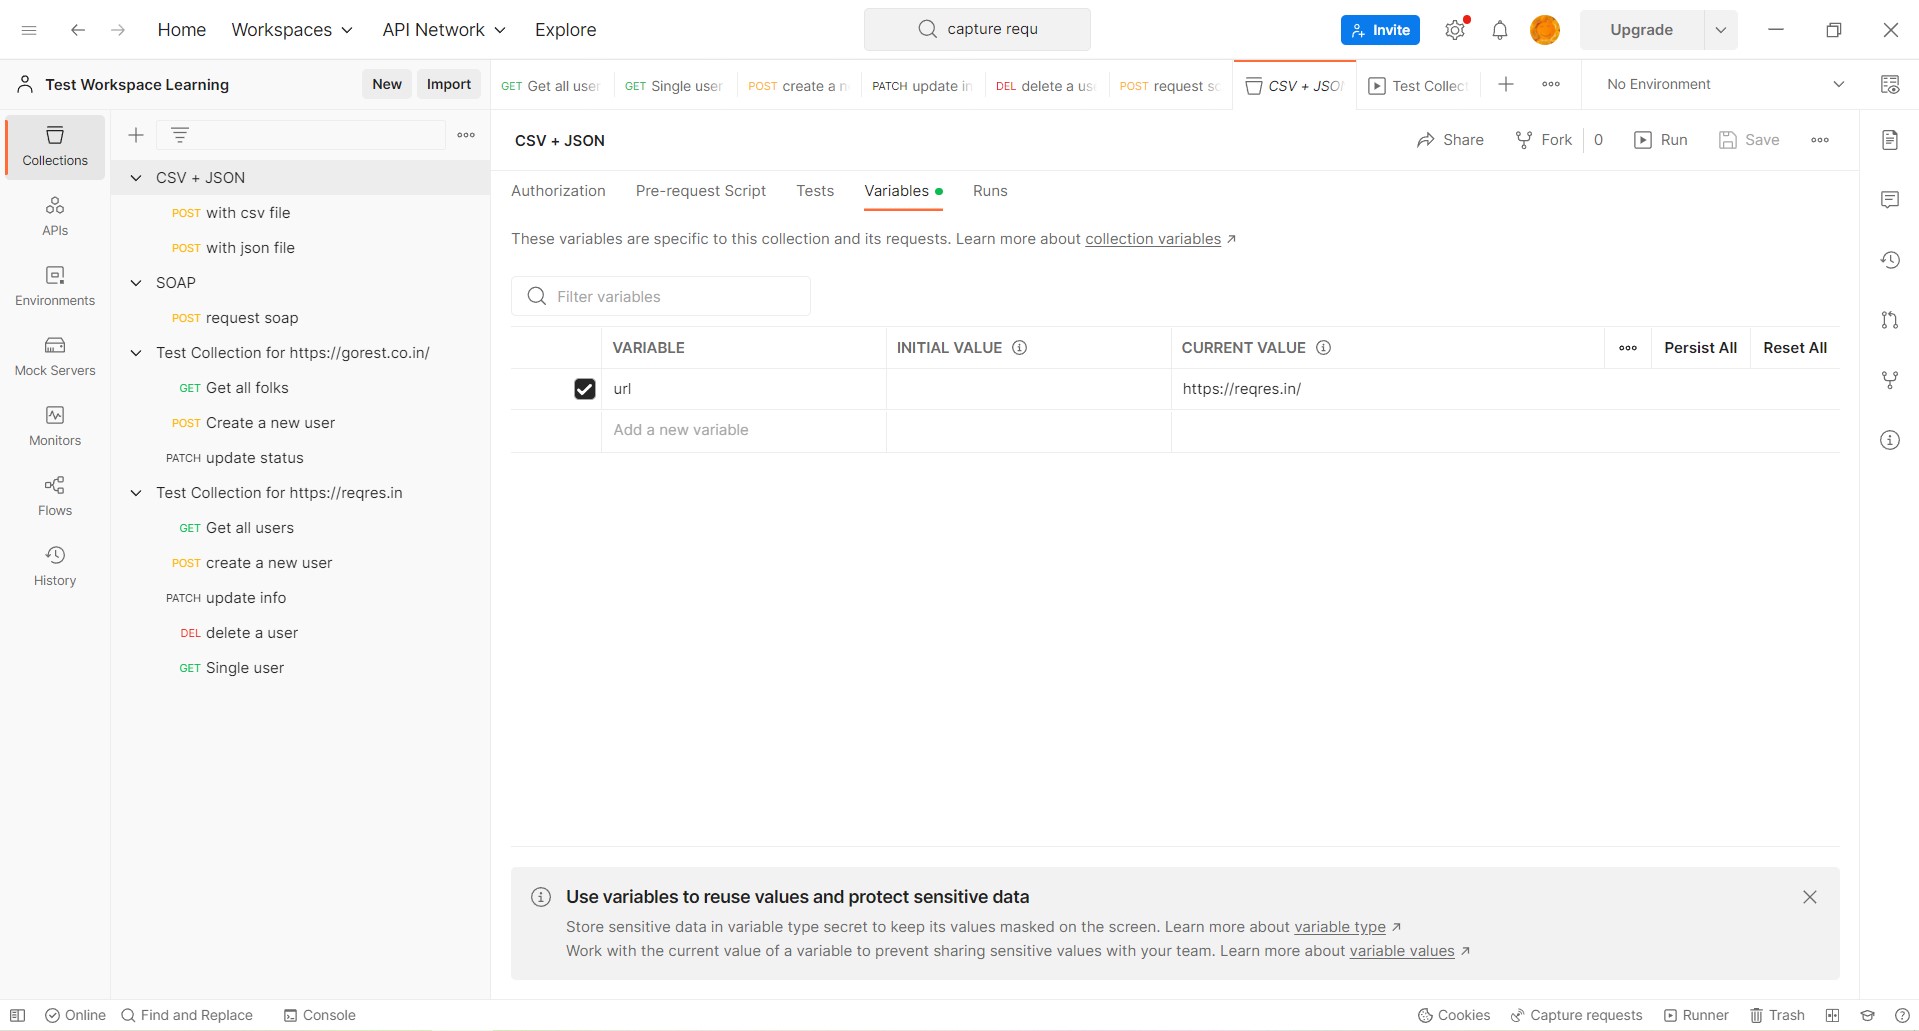 Home Workspaces API Network Explore
capture requ
Invite
Upgrade
Test Workspace Learning
New Import
GET Get all user
GET Single user
POST create a n
PATCH update in
DEL delete a us
POST request so
CSV + JSON
Test Collect
No Environment
Collections
APIs
Environments
Mock Servers
Monitors
Flows
History
CSV + JSON
POST with csv file
POST with json file
SOAP
POST request soap
Test Collection for https://gorest.co.in/
GET Get all folks
POST Create a new user
PATCH update status
Test Collection for https://reqres.in
GET Get all users
POST create a new user
PATCH update info
DEL delete a user
GET Single user
CSV + JSON
Share Fork 0 Run Save
Authorization Pre-request Script Tests Variables Runs
These variables are specific to this collection and its requests. Learn more about collection variables ↗
Filter variables
VARIABLE INITIAL VALUE CURRENT VALUE Persist All Reset All
url https://reqres.in/
Add a new variable
Use variables to reuse values and protect sensitive data
Store sensitive data in variable type secret to keep its values masked on the screen. Learn more about variable type ↗
Work with the current value of a variable to prevent sharing sensitive values with your team. Learn more about variable values ↗
Online Find and Replace Console
Cookies Capture requests Runner Trash